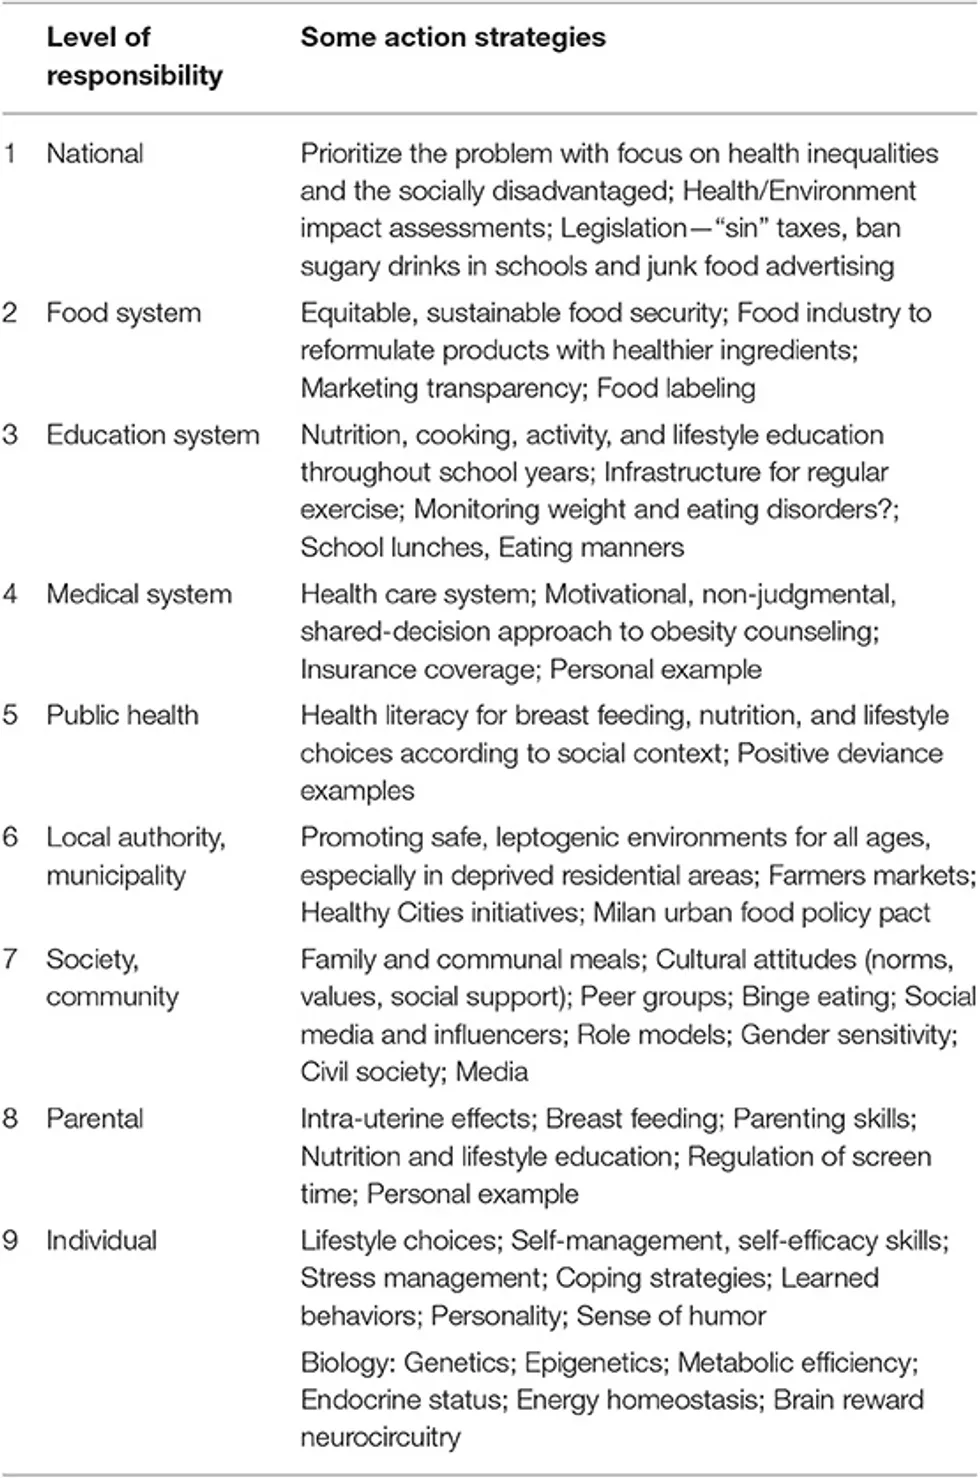 Level of responsibility
Some action strategies
1 National Prioritize the problem with focus on health inequalities
and the socially disadvantaged; Health/Environment
impact assessments; Legislation—“sin” taxes, ban
sugary drinks in schools and junk food advertising
2 Food system Equitable, sustainable food security; Food industry to
reformulate products with healthier ingredients;
Marketing transparency; Food labeling
3 Education system Nutrition, cooking, activity, and lifestyle education
throughout school years; Infrastructure for regular
exercise; Monitoring weight and eating disorders?;
School lunches, Eating manners
4 Medical system Health care system; Motivational, non-judgmental,
shared-decision approach to obesity counseling;
Insurance coverage; Personal example
5 Public health Health literacy for breast feeding, nutrition, and lifestyle
choices according to social context; Positive deviance
examples
6 Local authority, Promoting safe, leptogenic environments for all ages,
municipality especially in deprived residential areas; Farmers markets;
Healthy Cities initiatives; Milan urban food policy pact
7 Society, Family and communal meals; Cultural attitudes (norms,
community values, social support); Peer groups; Binge eating; Social
media and influencers; Role models; Gender sensitivity;
Civil society; Media
8 Parental Intra-uterine effects; Breast feeding; Parenting skills;
Nutrition and lifestyle education; Regulation of screen
time; Personal example
9 Individual Lifestyle choices; Self-management, self-efficacy skills;
Stress management; Coping strategies; Learned
behaviors; Personality; Sense of humor
Biology: Genetics; Epigenetics; Metabolic efficiency;
Endocrine status; Energy homeostasis; Brain reward
neurocircuitry